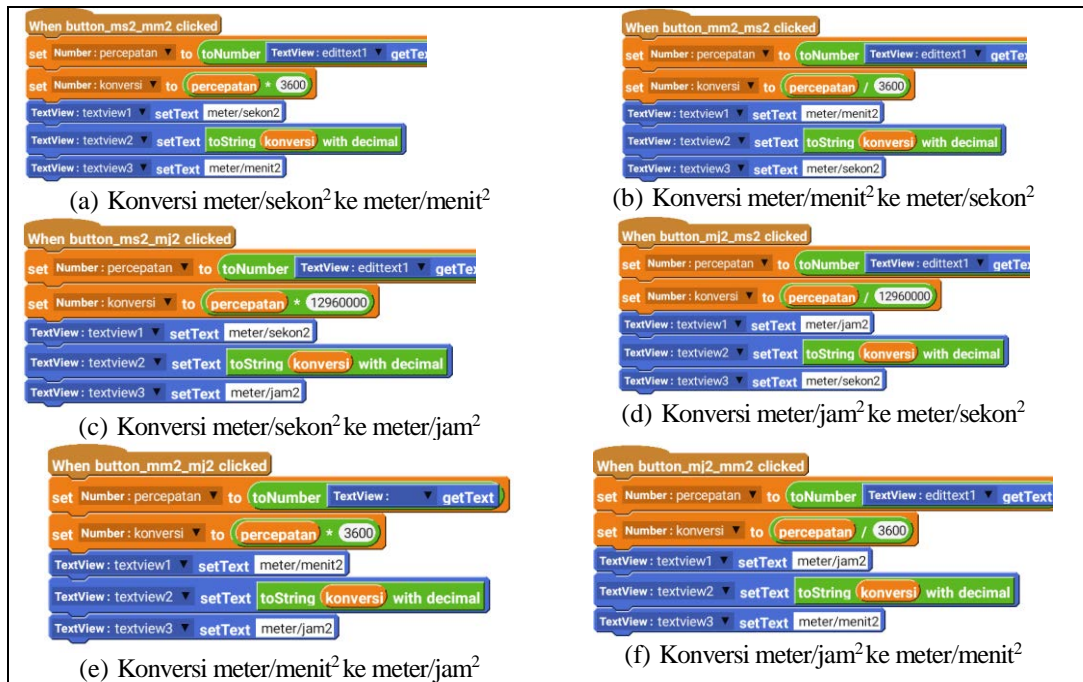 When button_ms2_mm2 clicked
set Number : percepatan ▼ to toNumber TextView : edittext1 ▼ getText
set Number : konversi ▼ to percepatan * 3600
TextView : textview1 ▼ setText meter/sekon2
TextView : textview2 ▼ setText toString konversi with decimal
TextView : textview3 ▼ setText meter/menit2
(a) Konversi meter/sekon² ke meter/menit²
When button_mm2_ms2 clicked
set Number : percepatan ▼ to toNumber TextView : edittext1 ▼ getText
set Number : konversi ▼ to percepatan / 3600
TextView : textview1 ▼ setText meter/menit2
TextView : textview2 ▼ setText toString konversi with decimal
TextView : textview3 ▼ setText meter/sekon2
(b) Konversi meter/menit² ke meter/sekon²
When button_ms2_mj2 clicked
set Number : percepatan ▼ to toNumber TextView : edittext1 ▼ getTex
set Number : konversi ▼ to percepatan * 12960000
TextView : textview1 ▼ setText meter/sekon2
TextView : textview2 ▼ setText toString konversi with decimal
TextView : textview3 ▼ setText meter/jam2
(c) Konversi meter/sekon² ke meter/jam²
When button_mj2_ms2 clicked
set Number : percepatan ▼ to toNumber TextView : edittext1 ▼ getText
set Number : konversi ▼ to percepatan / 12960000
TextView : textview1 ▼ setText meter/jam2
TextView : textview2 ▼ setText toString konversi with decimal
TextView : textview3 ▼ setText meter/sekon2
(d) Konversi meter/jam² ke meter/sekon²
When button_mm2_mj2 clicked
set Number : percepatan ▼ to toNumber TextView : ▼ getText
set Number : konversi ▼ to percepatan * 3600
TextView : textview1 ▼ setText meter/menit2
TextView : textview2 ▼ setText toString konversi with decimal
TextView : textview3 ▼ setText meter/jam2
(e) Konversi meter/menit² ke meter/jam²
When button_mj2_mm2 clicked
set Number : percepatan ▼ to toNumber TextView : edittext1 ▼ getText
set Number : konversi ▼ to percepatan / 3600
TextView : textview1 ▼ setText meter/jam2
TextView : textview2 ▼ setText toString konversi with decimal
TextView : textview3 ▼ setText meter/menit2
(f) Konversi meter/jam² ke meter/menit²